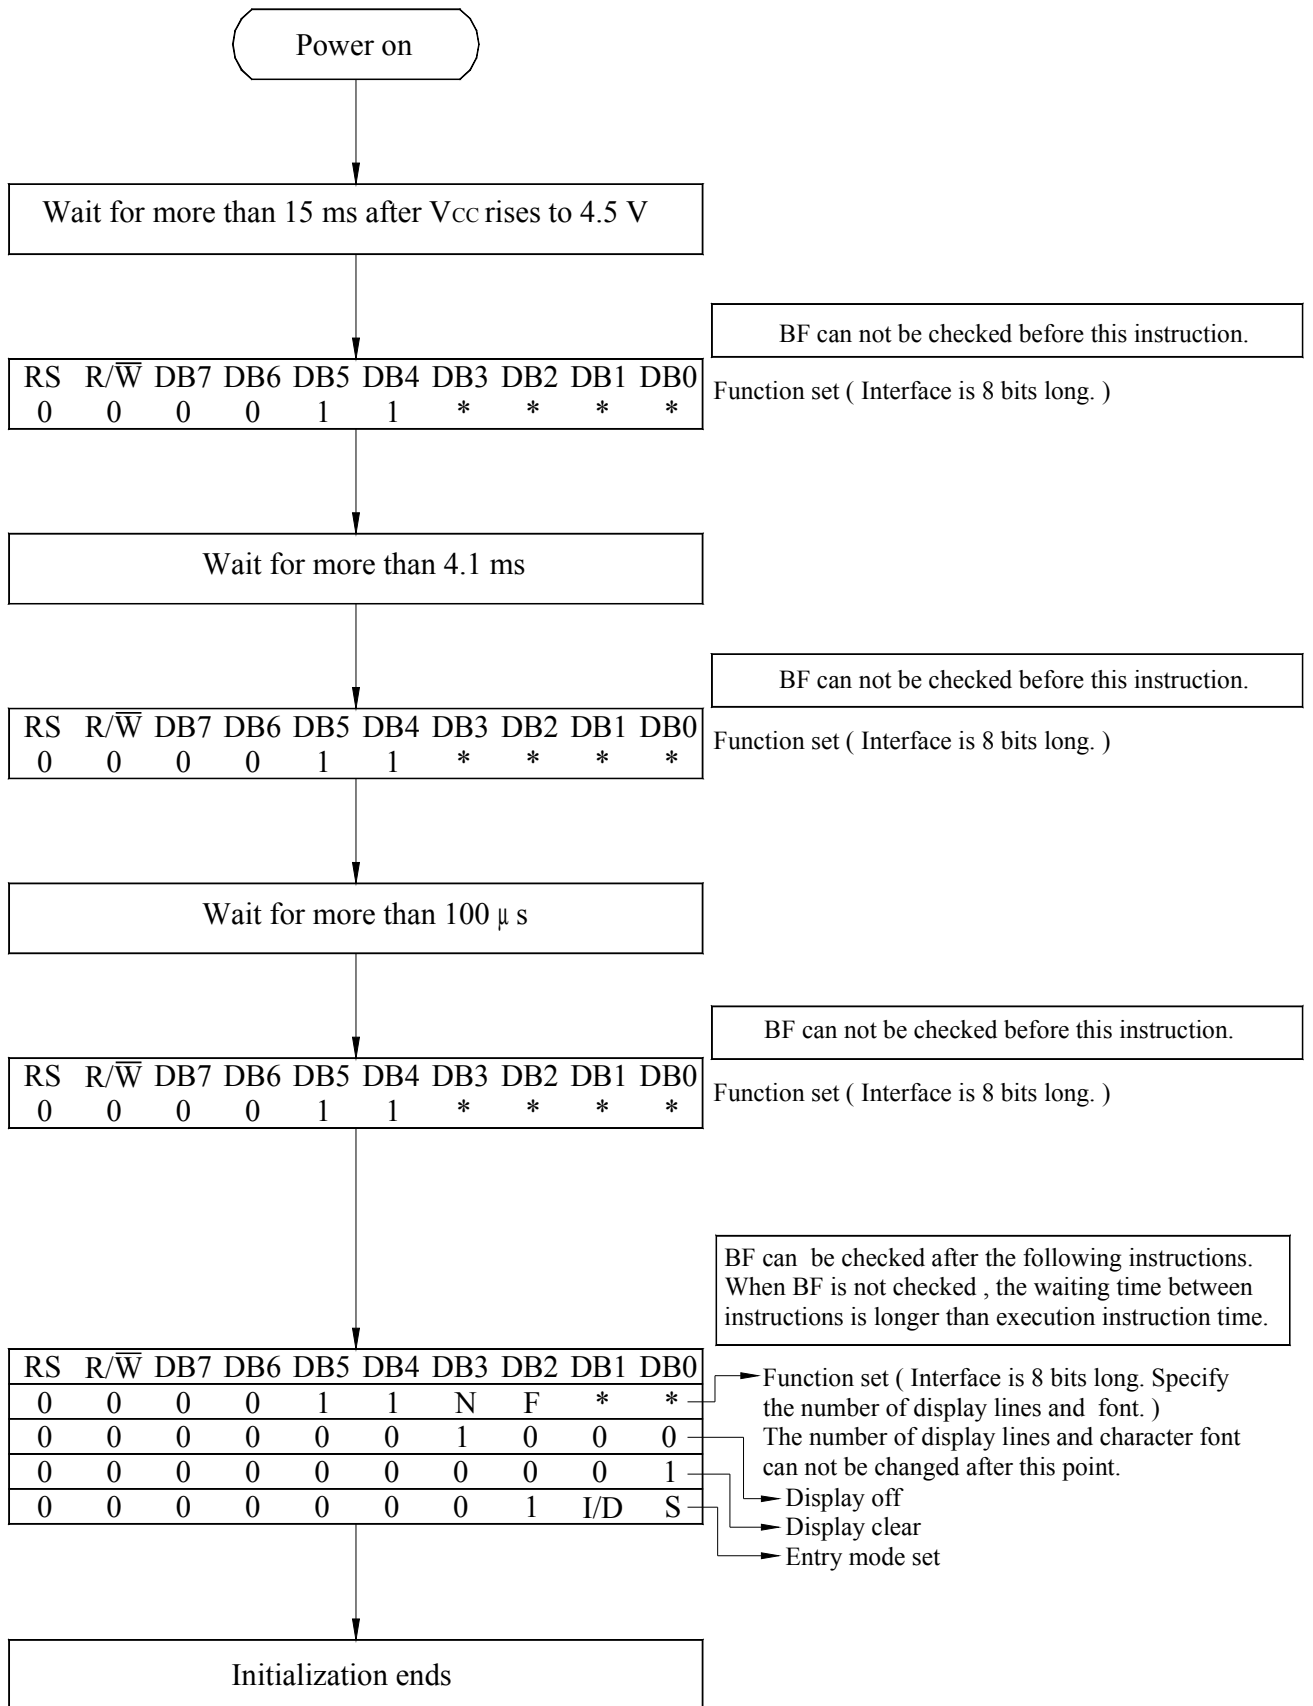 Power on
Wait for more than 15 ms after VCC rises to 4.5 V
BF can not be checked before this instruction.
RS R/W̅ DB7 DB6 DB5 DB4 DB3 DB2 DB1 DB0
0 0 0 0 1 1 * * * *
Function set ( Interface is 8 bits long. )
Wait for more than 4.1 ms
BF can not be checked before this instruction.
RS R/W̅ DB7 DB6 DB5 DB4 DB3 DB2 DB1 DB0
0 0 0 0 1 1 * * * *
Function set ( Interface is 8 bits long. )
Wait for more than 100 μ s
BF can not be checked before this instruction.
RS R/W̅ DB7 DB6 DB5 DB4 DB3 DB2 DB1 DB0
0 0 0 0 1 1 * * * *
Function set ( Interface is 8 bits long. )
BF can be checked after the following instructions.
When BF is not checked , the waiting time between
instructions is longer than execution instruction time.
RS R/W̅ DB7 DB6 DB5 DB4 DB3 DB2 DB1 DB0
0 0 0 0 1 1 N F * *
0 0 0 0 0 0 1 0 0 0
0 0 0 0 0 0 0 0 0 1
0 0 0 0 0 0 0 1 I/D S
Function set ( Interface is 8 bits long. Specify
the number of display lines and font. )
The number of display lines and character font
can not be changed after this point.
Display off
Display clear
Entry mode set
Initialization ends